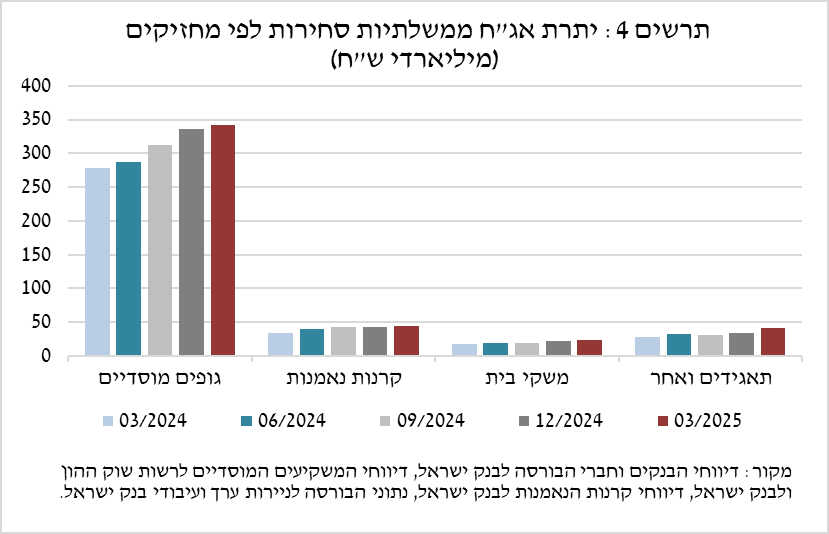 תרשים 4: יתרת אג"ח ממשלתיות סחירות לפי מחזיקים
(מיליארדי ש"ח)
400
350
300
250
200
150
100
50
0
גופים מוסדיים
קרנות נאמנות
משקי בית
תאגידים ואחר
03/2024
06/2024
09/2024
12/2024
03/2025
מקור: דיווחי הבנקים וחברי הבורסה לבנק ישראל, דיווחי המשקיעים המוסדיים לרשות שוק ההון
ולבנק ישראל, דיווחי קרנות הנאמנות לבנק ישראל, נתוני הבורסה לניירות ערך ועיבודי בנק ישראל.